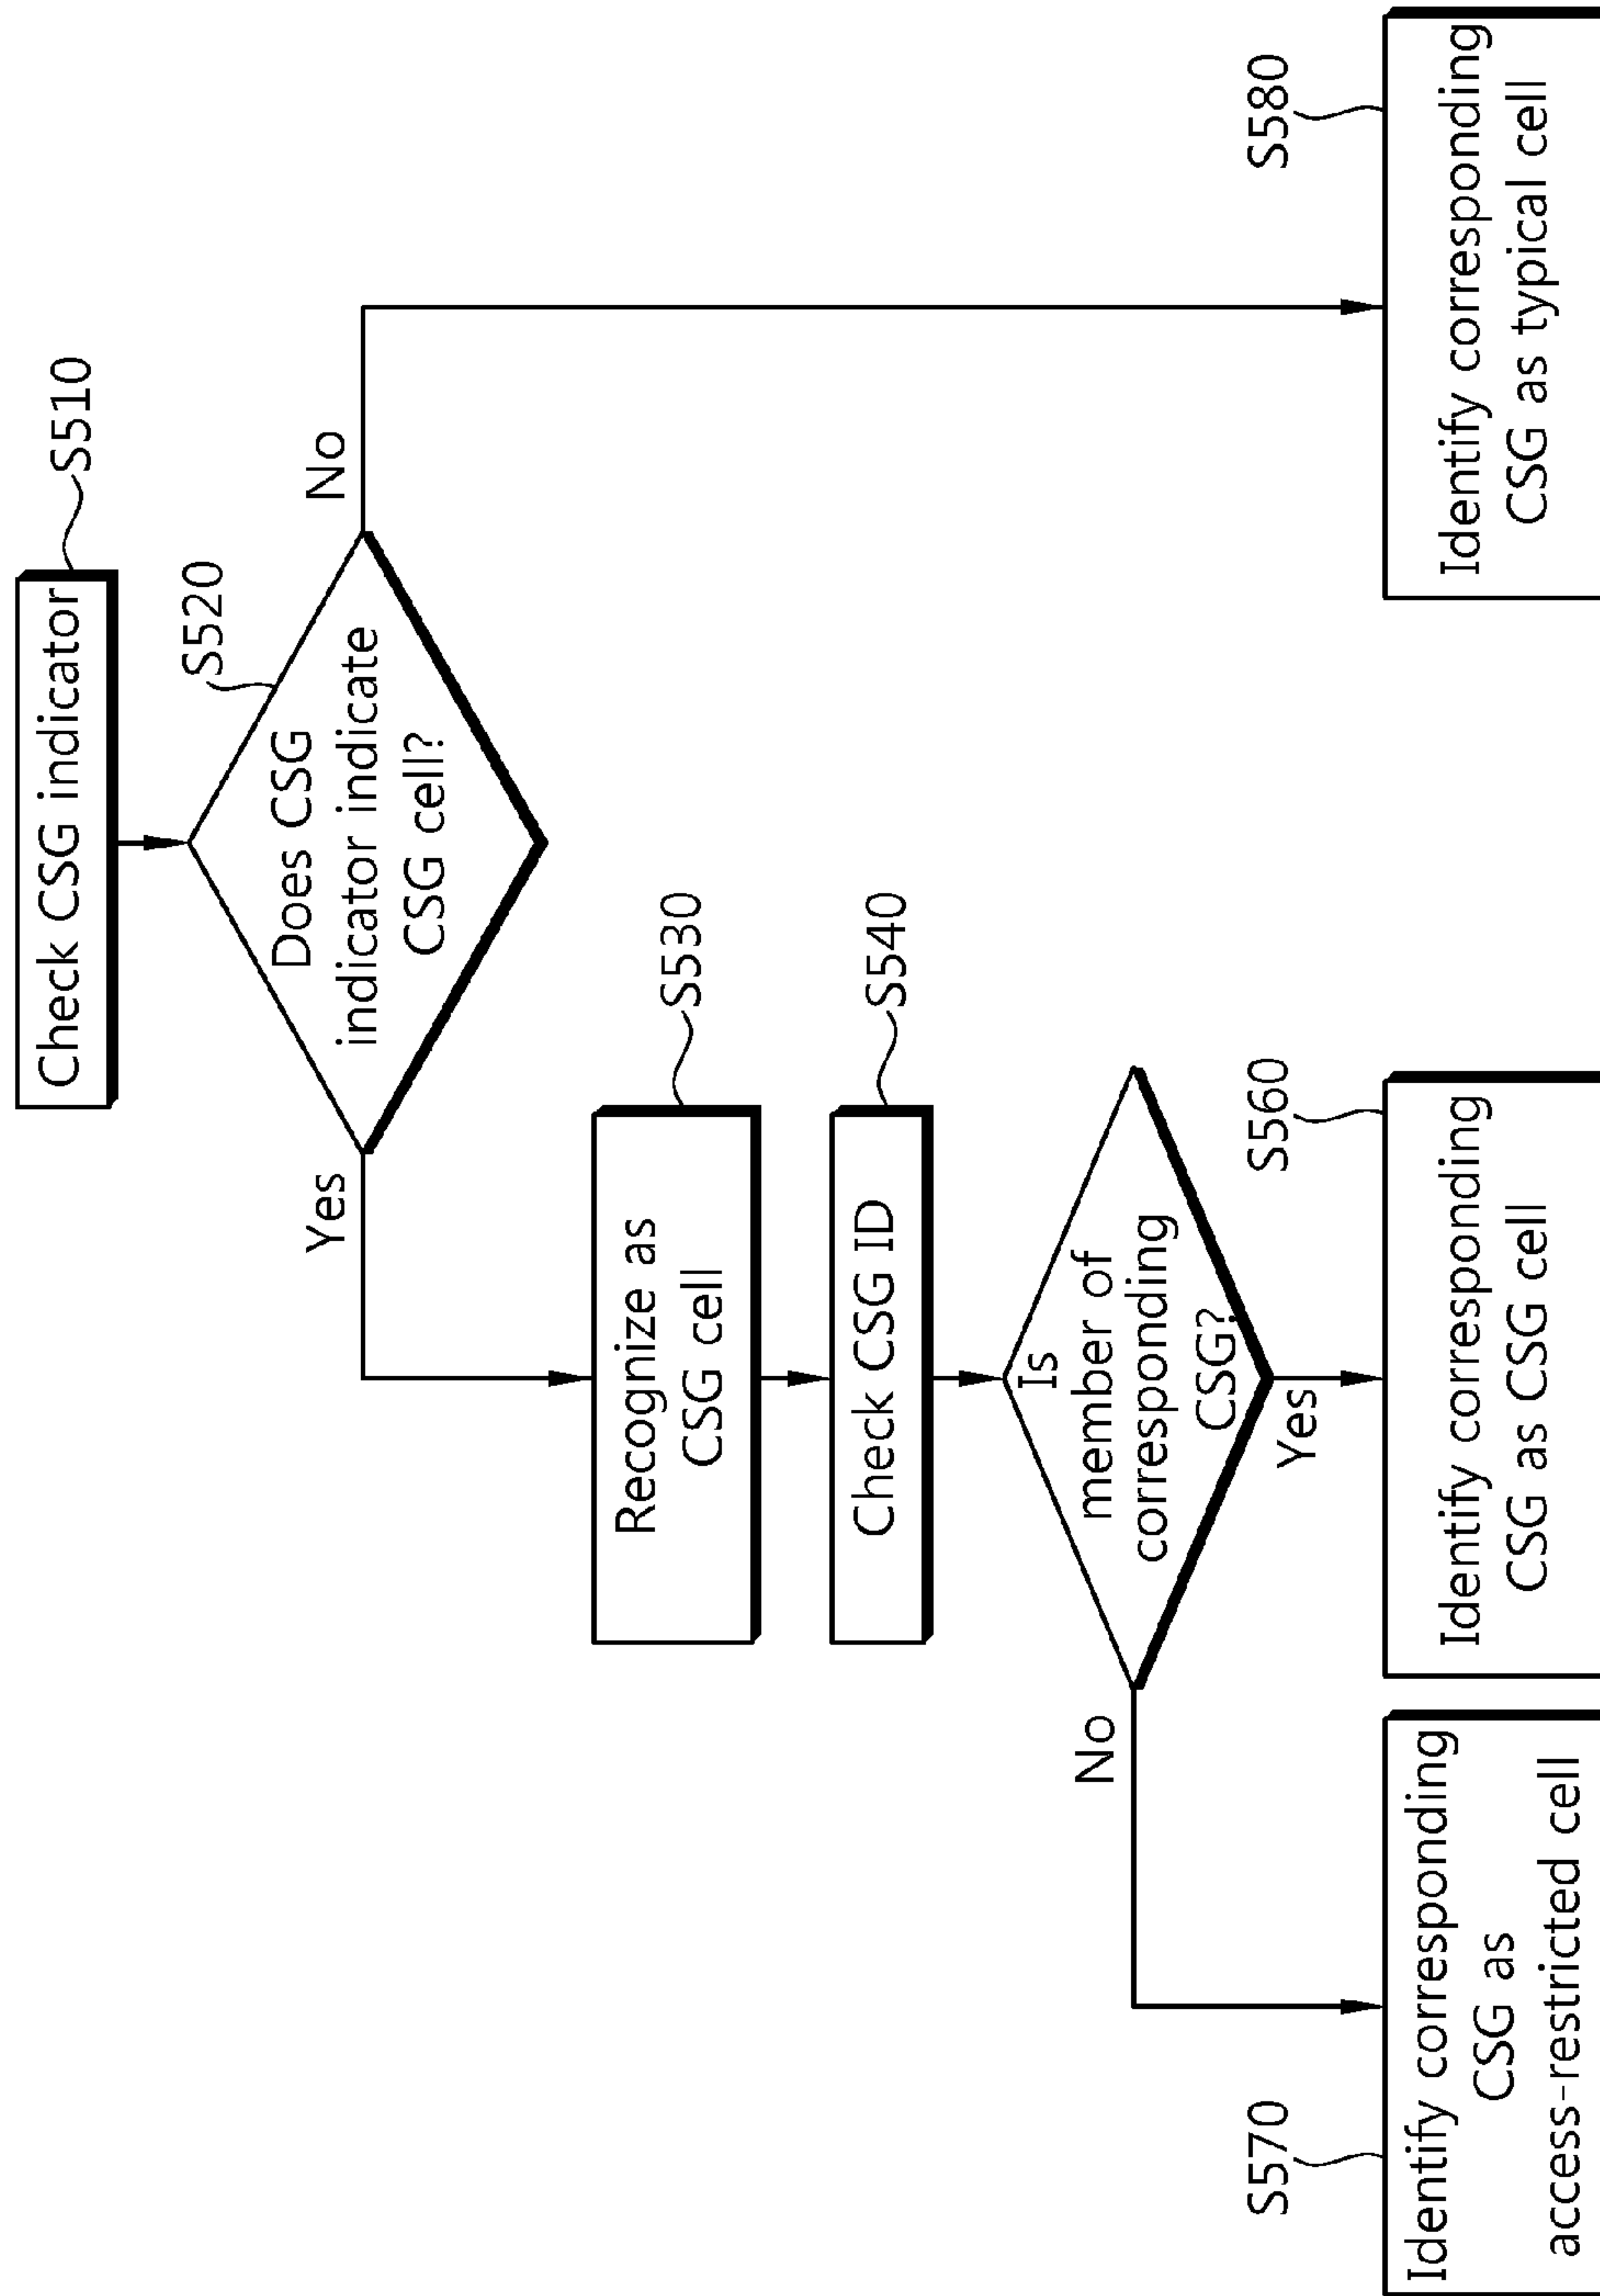 Check CSG indicator
S510
Does CSG
indicator indicate
CSG cell?
S520
Yes
No
Recognize as
CSG cell
S530
Check CSG ID
S540
Is
member of
corresponding
CSG?
No
Yes
S570
Identify corresponding
CSG as
access-restricted cell
S560
Identify corresponding
CSG as CSG cell
S580
Identify corresponding
CSG as typical cell